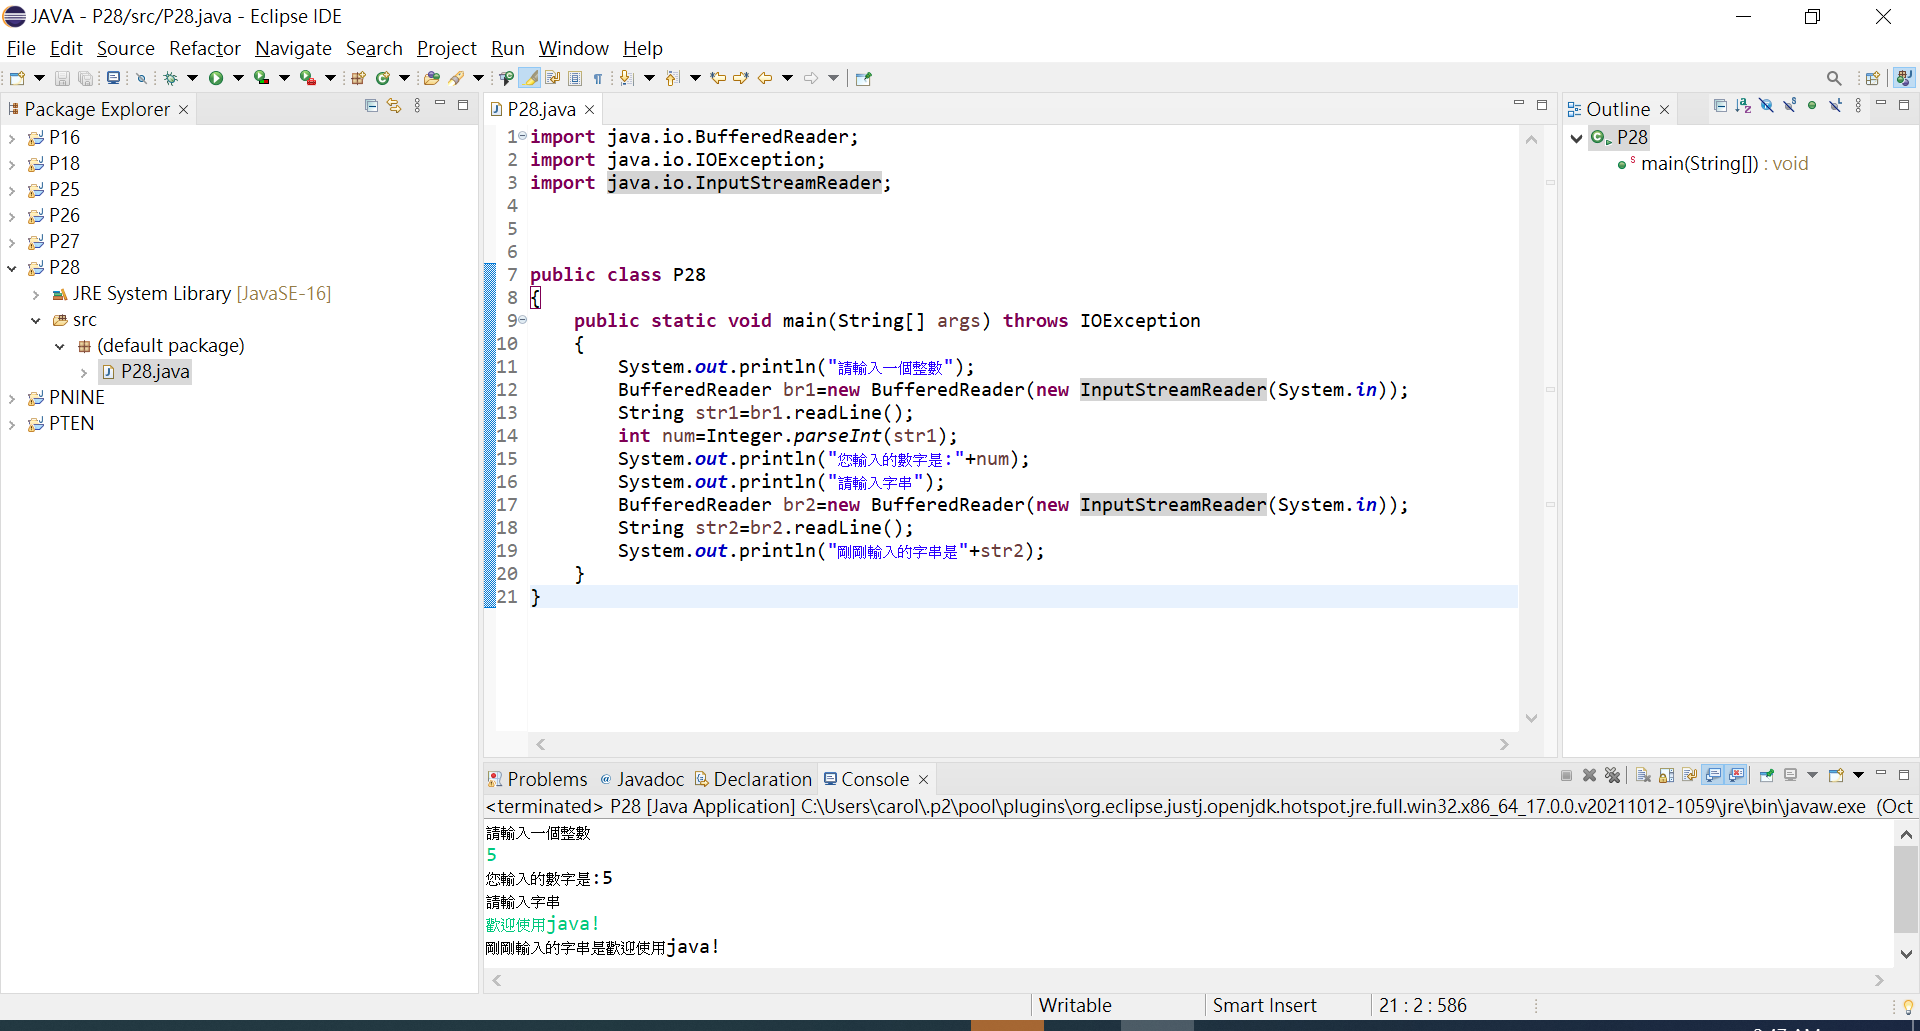 JAVA - P28/src/P28.java - Eclipse IDE
File Edit Source Refactor Navigate Search Project Run Window Help
Package Explorer
P16
P18
P25
P26
P27
P28
JRE System Library [JavaSE-16]
src
(default package)
P28.java
PNINE
PTEN
P28.java
1 import java.io.BufferedReader;
2 import java.io.IOException;
3 import java.io.InputStreamReader;
4
5
6
7 public class P28
8 {
9 public static void main(String[] args) throws IOException
10 {
11 System.out.println("請輸入一個整數");
12 BufferedReader br1=new BufferedReader(new InputStreamReader(System.in));
13 String str1=br1.readLine();
14 int num=Integer.parseInt(str1);
15 System.out.println("您輸入的數字是:"+num);
16 System.out.println("請輸入字串");
17 BufferedReader br2=new BufferedReader(new InputStreamReader(System.in));
18 String str2=br2.readLine();
19 System.out.println("剛剛輸入的字串是"+str2);
20 }
21 }
Outline
P28
main(String[]) : void
Problems @ Javadoc Declaration Console
<terminated> P28 [Java Application] C:\Users\carol\.p2\pool\plugins\org.eclipse.justj.openjdk.hotspot.jre.full.win32.x86_64_17.0.0.v20211012-1059\jre\bin\javaw.exe (Oct
請輸入一個整數
5
您輸入的數字是:5
請輸入字串
歡迎使用java!
剛剛輸入的字串是歡迎使用java!
Writable Smart Insert 21 : 2 : 586